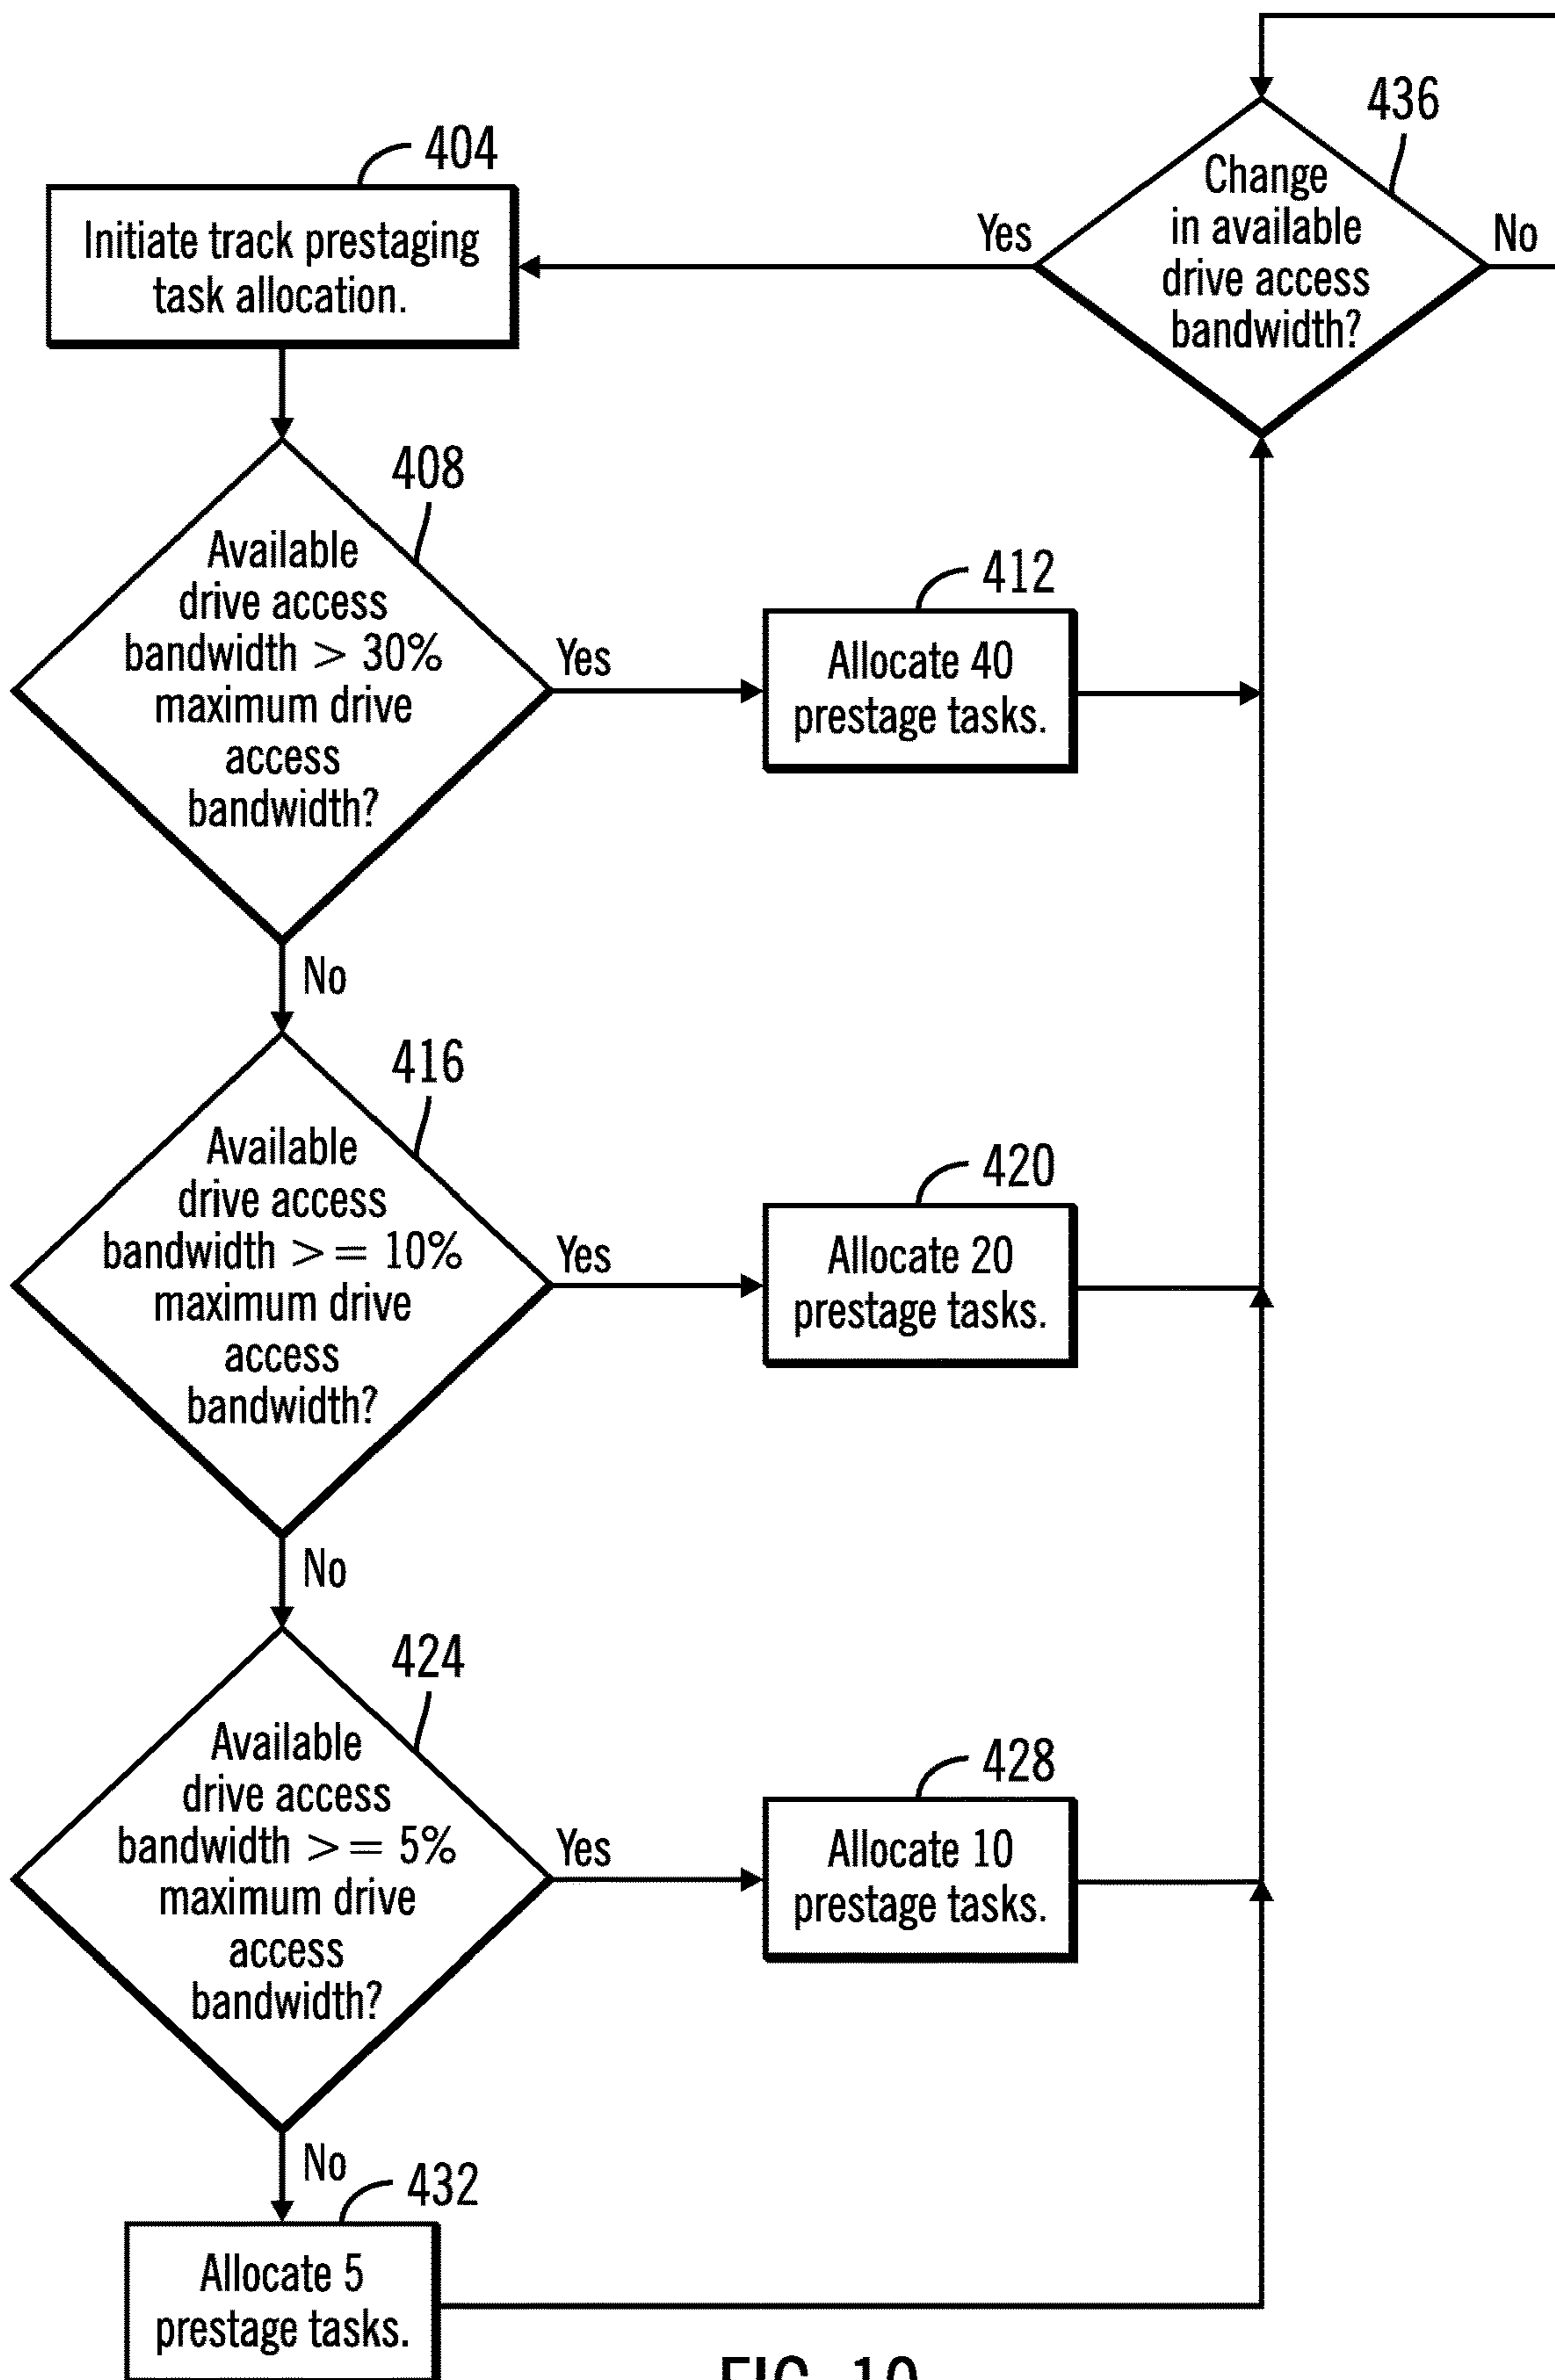 404
Initiate track prestaging
task allocation.
436
Change
in available
drive access
bandwidth?
Yes
No
408
Available
drive access
bandwidth > 30%
maximum drive
access
bandwidth?
Yes
No
412
Allocate 40
prestage tasks.
416
Available
drive access
bandwidth > = 10%
maximum drive
access
bandwidth?
Yes
No
420
Allocate 20
prestage tasks.
424
Available
drive access
bandwidth > = 5%
maximum drive
access
bandwidth?
Yes
No
428
Allocate 10
prestage tasks.
432
Allocate 5
prestage tasks.
FIG. 10